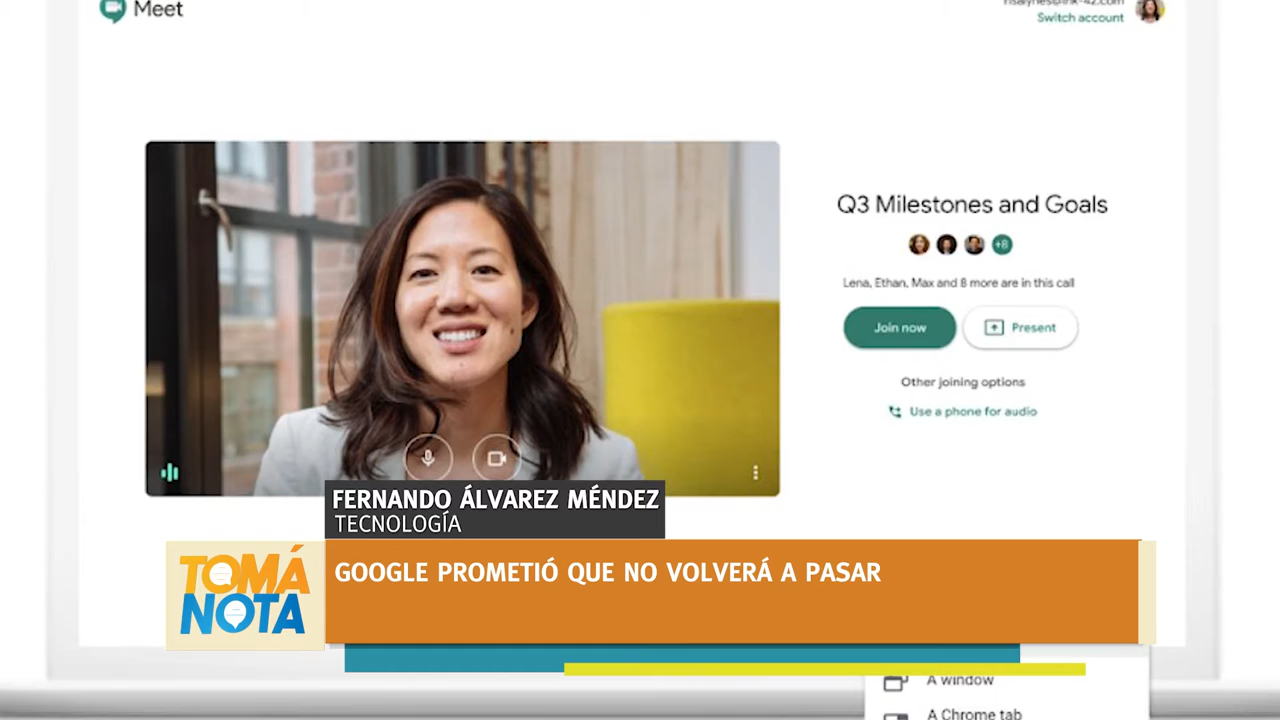 Meet
Switch account
Q3 Milestones and Goals
+8
Lena, Ethan, Max and 8 more are in this call
Join now
Present
Other joining options
Use a phone for audio
FERNANDO ÁLVAREZ MÉNDEZ
TECNOLOGÍA
TOMÁ
NOTA
GOOGLE PROMETIÓ QUE NO VOLVERÁ A PASAR
A window
A Chrome tab